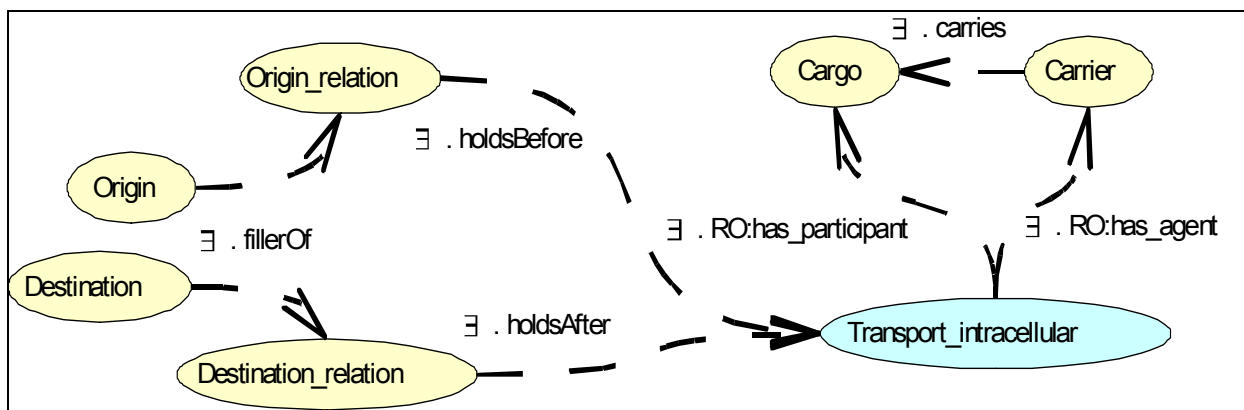 ∃ . carries
Origin_relation
Cargo
Carrier
∃ . holdsBefore
Origin
∃ . RO:has_participant
∃ . RO:has_agent
∃ . fillerOf
Destination
∃ . holdsAfter
Transport_intracellular
Destination_relation